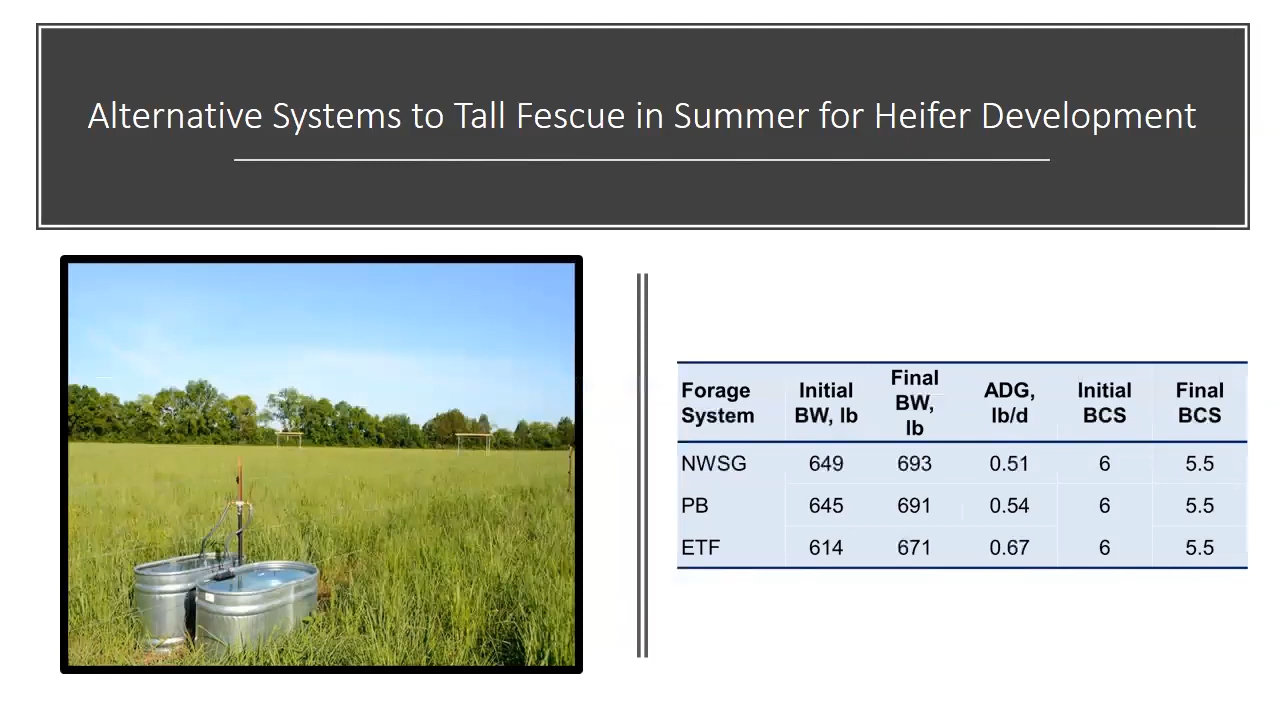 Alternative Systems to Tall Fescue in Summer for Heifer Development
Forage System Initial BW, lb Final BW, lb ADG, lb/d Initial BCS Final BCS
NWSG 649 693 0.51 6 5.5
PB 645 691 0.54 6 5.5
ETF 614 671 0.67 6 5.5